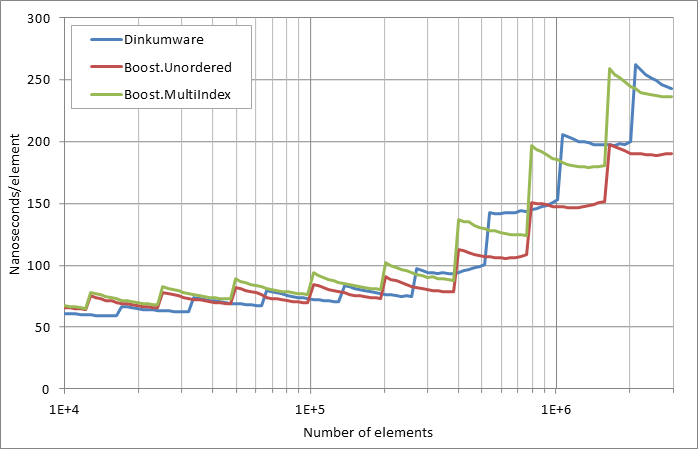 300
250
200
150
100
50
0
Nanoseconds/element
Dinkumware
Boost.Unordered
Boost.MultiIndex
1E+4 1E+5 1E+6
Number of elements